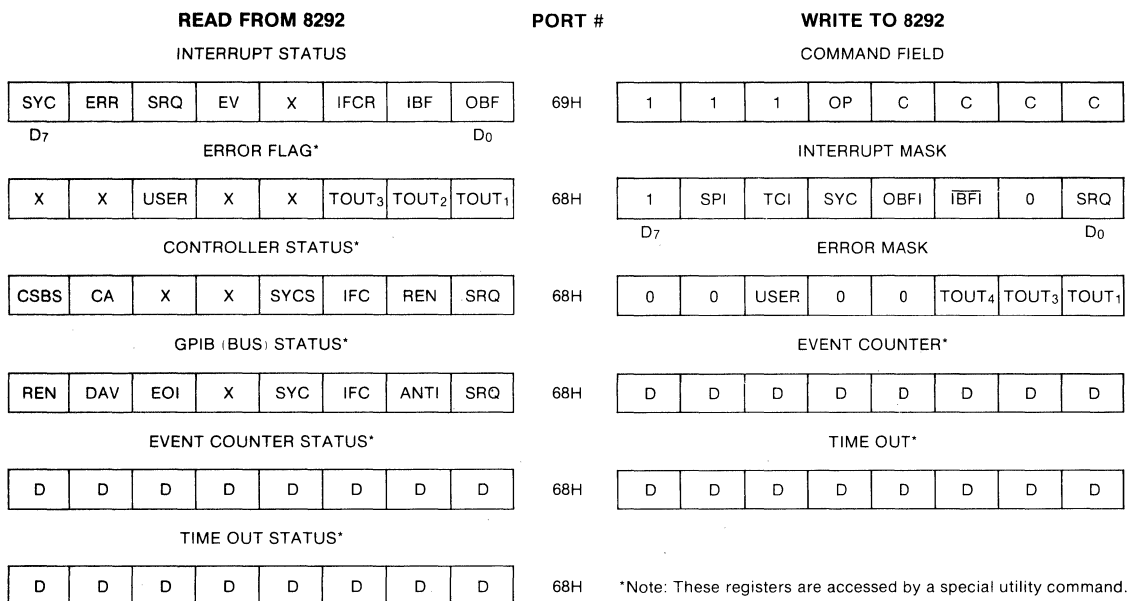 READ FROM 8292 PORT # WRITE TO 8292
INTERRUPT STATUS COMMAND FIELD
SYC ERR SRQ EV X IFCR IBF OBF 69H 1 1 1 OP C C C C
D7 D0
ERROR FLAG* INTERRUPT MASK
X X USER X X TOUT3 TOUT2 TOUT1 68H 1 SPI TCI SYC OBFI IBFI 0 SRQ
D7 D0
CONTROLLER STATUS* ERROR MASK
CSBS CA X X SYCS IFC REN SRQ 68H 0 0 USER 0 0 TOUT4 TOUT3 TOUT1
GPIB (BUS) STATUS* EVENT COUNTER*
REN DAV EOI X SYC IFC ANTI SRQ 68H D D D D D D D D
EVENT COUNTER STATUS* TIME OUT*
D D D D D D D D 68H D D D D D D D D
TIME OUT STATUS*
D D D D D D D D 68H *Note: These registers are accessed by a special utility command.